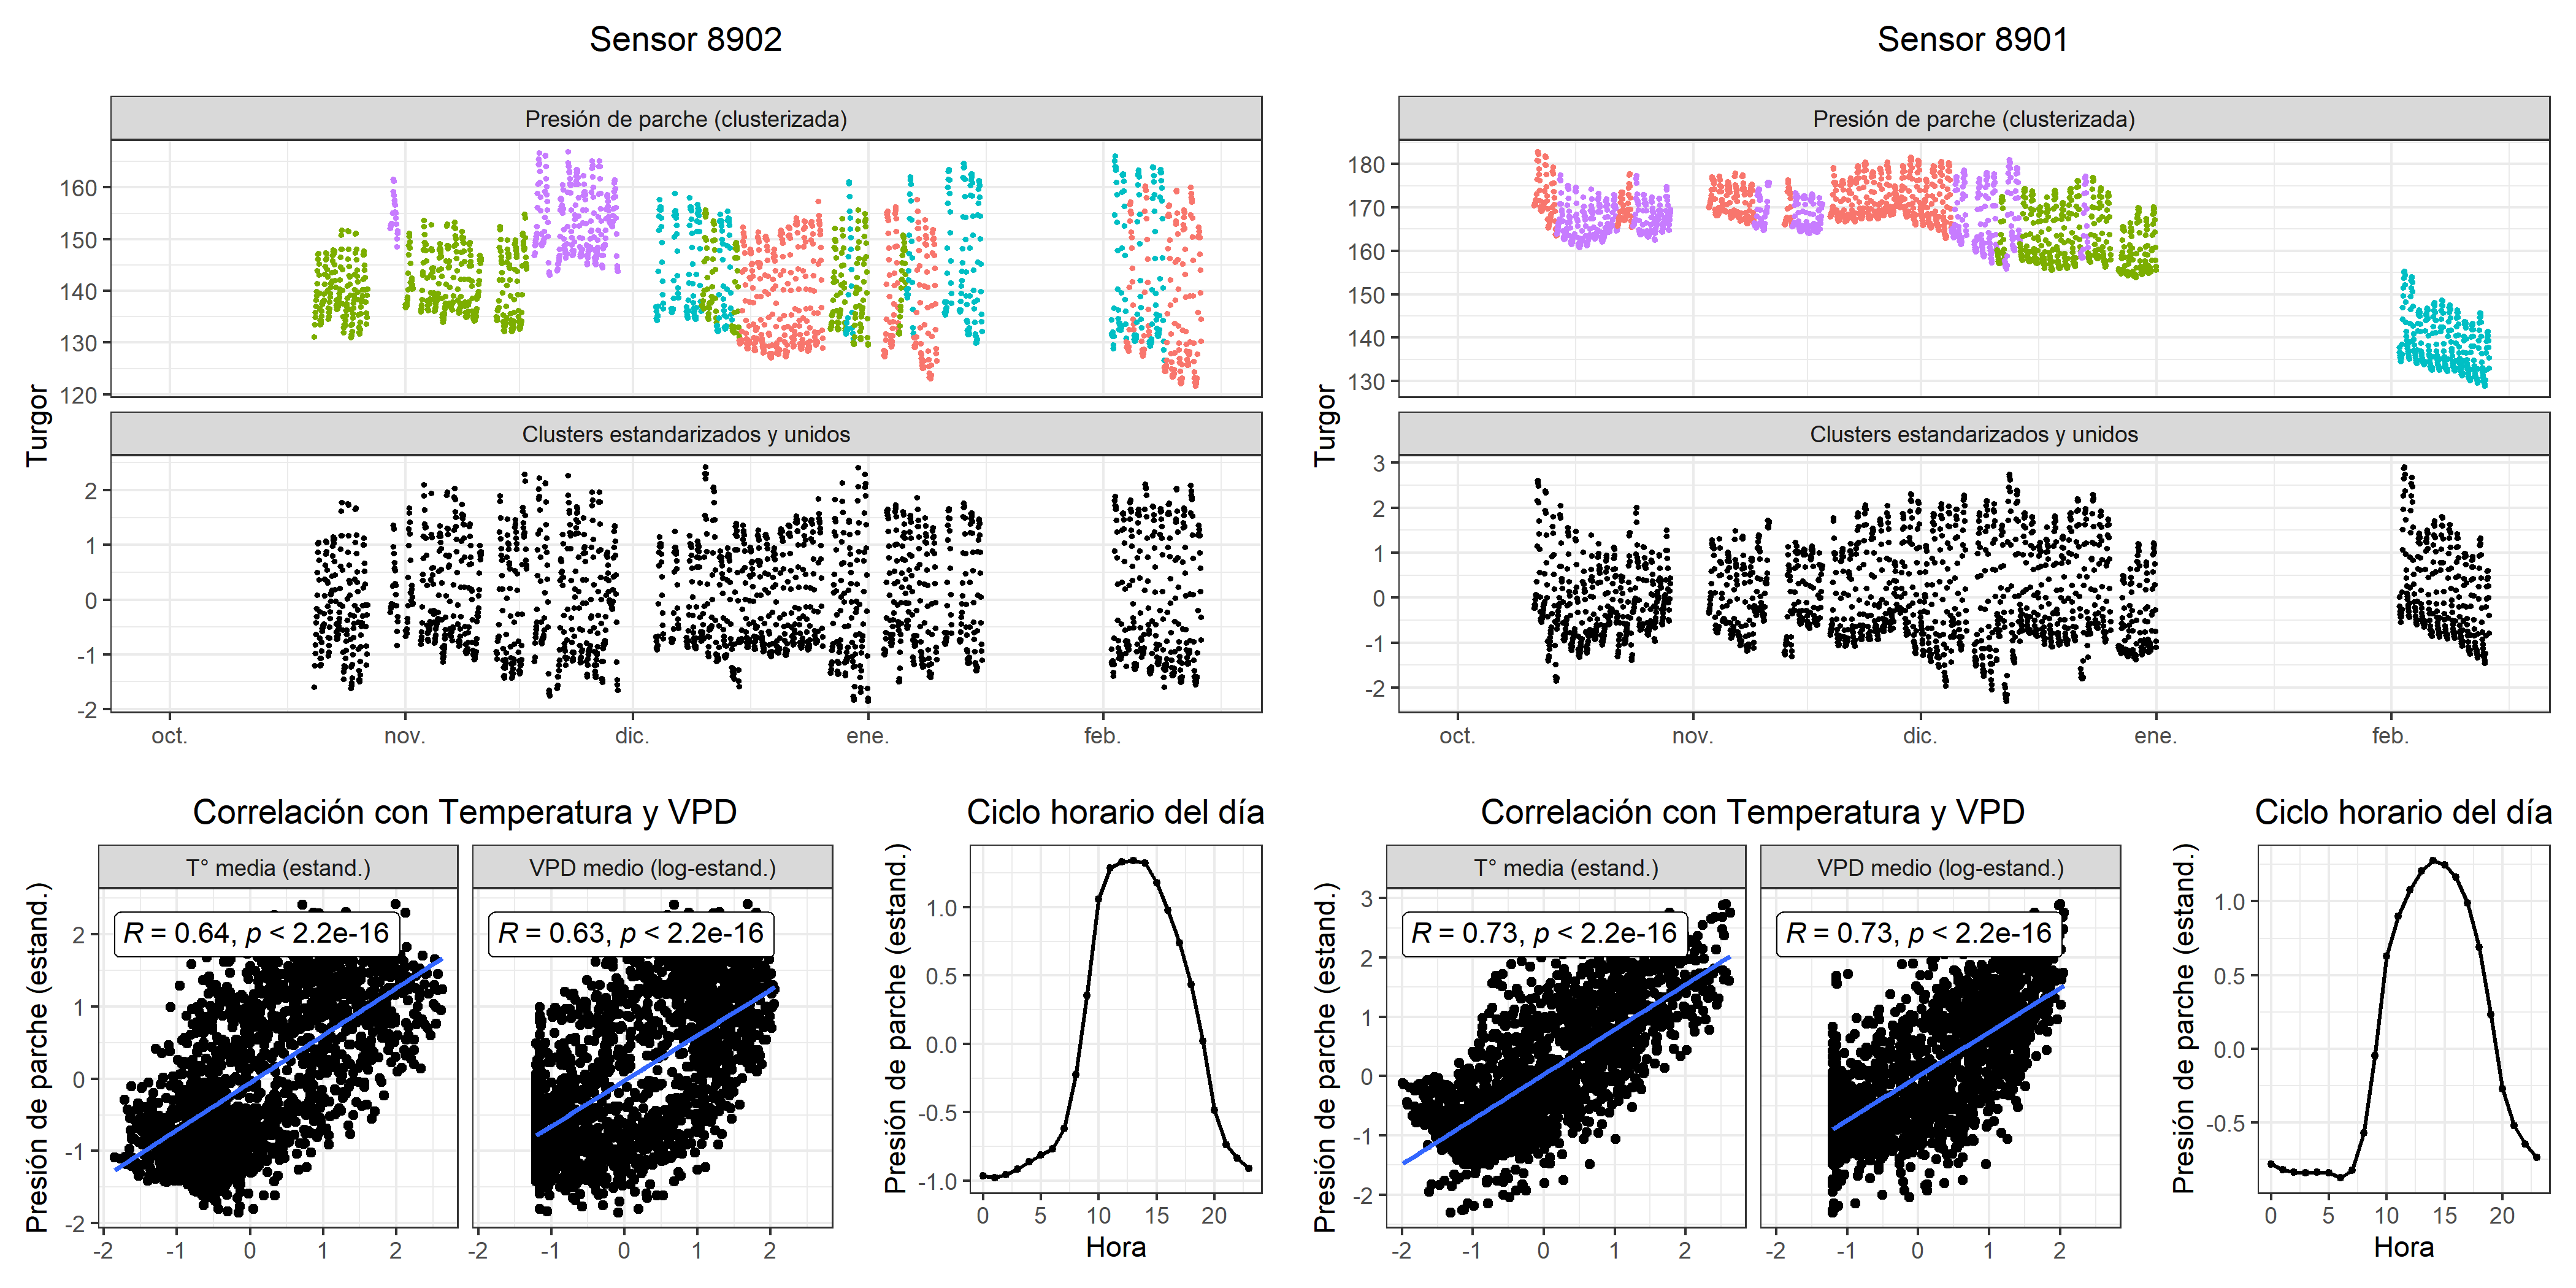 Sensor 8902
Presión de parche (clusterizada)
160
150
140
130
120
Turgor
Clusters estandarizados y unidos
2
1
0
-1
-2
oct. nov. dic. ene. feb.
Correlación con Temperatura y VPD
T° media (estand.) VPD medio (log-estand.)
R = 0.64, p < 2.2e-16 R = 0.63, p < 2.2e-16
Presión de parche (estand.)
2
1
0
-1
-2
-2 -1 0 1 2 -2 -1 0 1 2
Ciclo horario del día
Presión de parche (estand.)
1.0
0.5
0.0
-0.5
-1.0
0 5 10 15 20
Hora
Sensor 8901
Presión de parche (clusterizada)
180
170
160
150
140
130
Turgor
Clusters estandarizados y unidos
3
2
1
0
-1
-2
oct. nov. dic. ene. feb.
Correlación con Temperatura y VPD
T° media (estand.) VPD medio (log-estand.)
R = 0.73, p < 2.2e-16 R = 0.73, p < 2.2e-16
Presión de parche (estand.)
3
2
1
0
-1
-2
-2 -1 0 1 2 -2 -1 0 1 2
Ciclo horario del día
Presión de parche (estand.)
1.0
0.5
0.0
-0.5
0 5 10 15 20
Hora